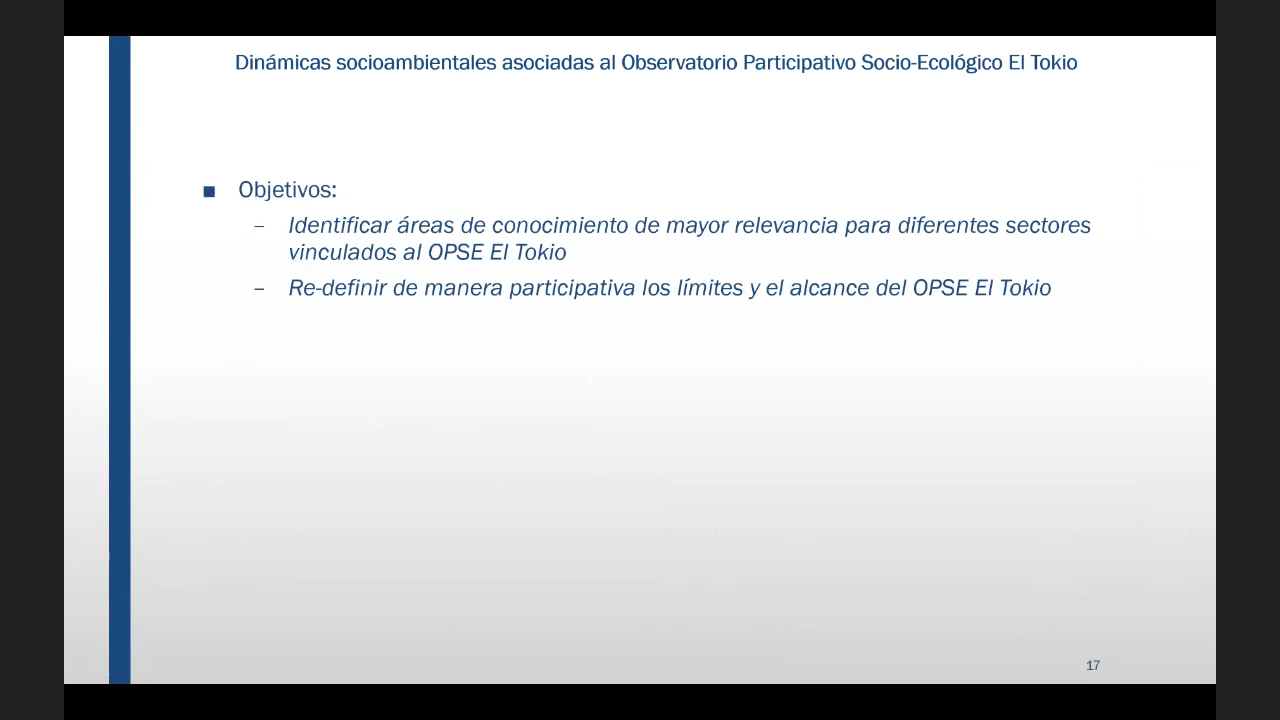 Dinámicas socioambientales asociadas al Observatorio Participativo Socio-Ecológico El Tokio
■ Objetivos:
– Identificar áreas de conocimiento de mayor relevancia para diferentes sectores
vinculados al OPSE El Tokio
– Re-definir de manera participativa los límites y el alcance del OPSE El Tokio
17